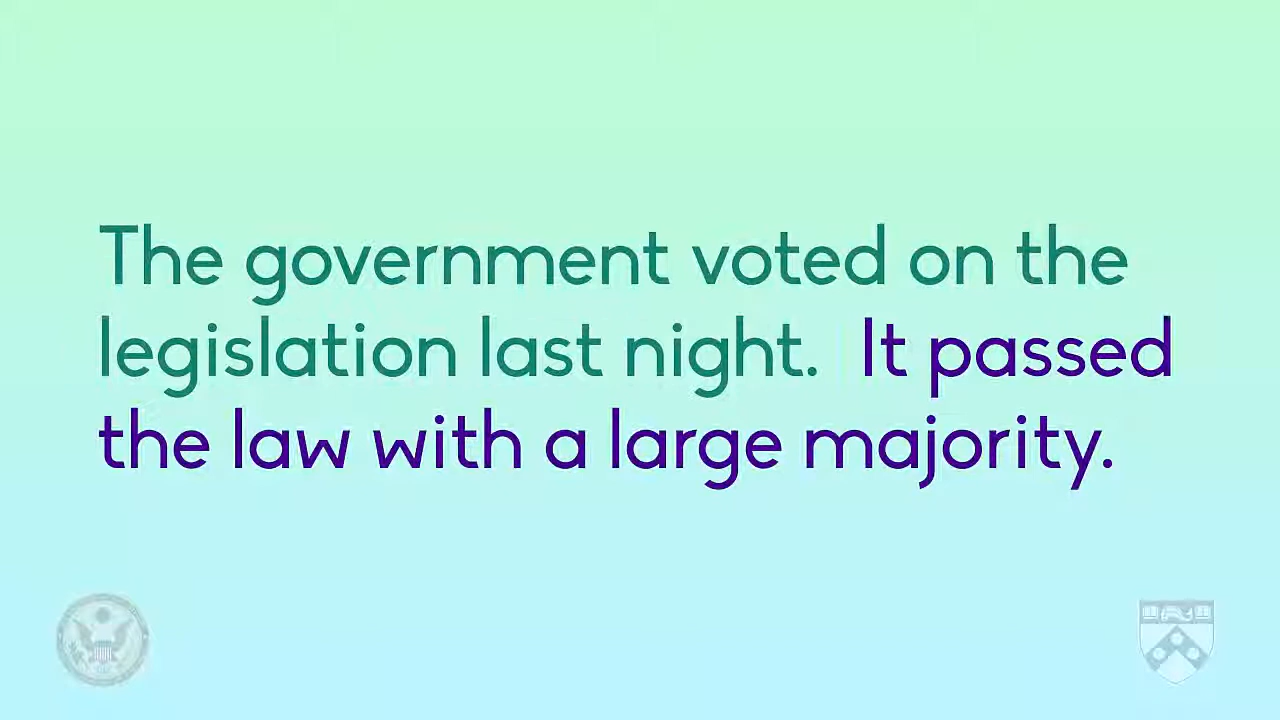 The government voted on the
legislation last night. It passed
the law with a large majority.